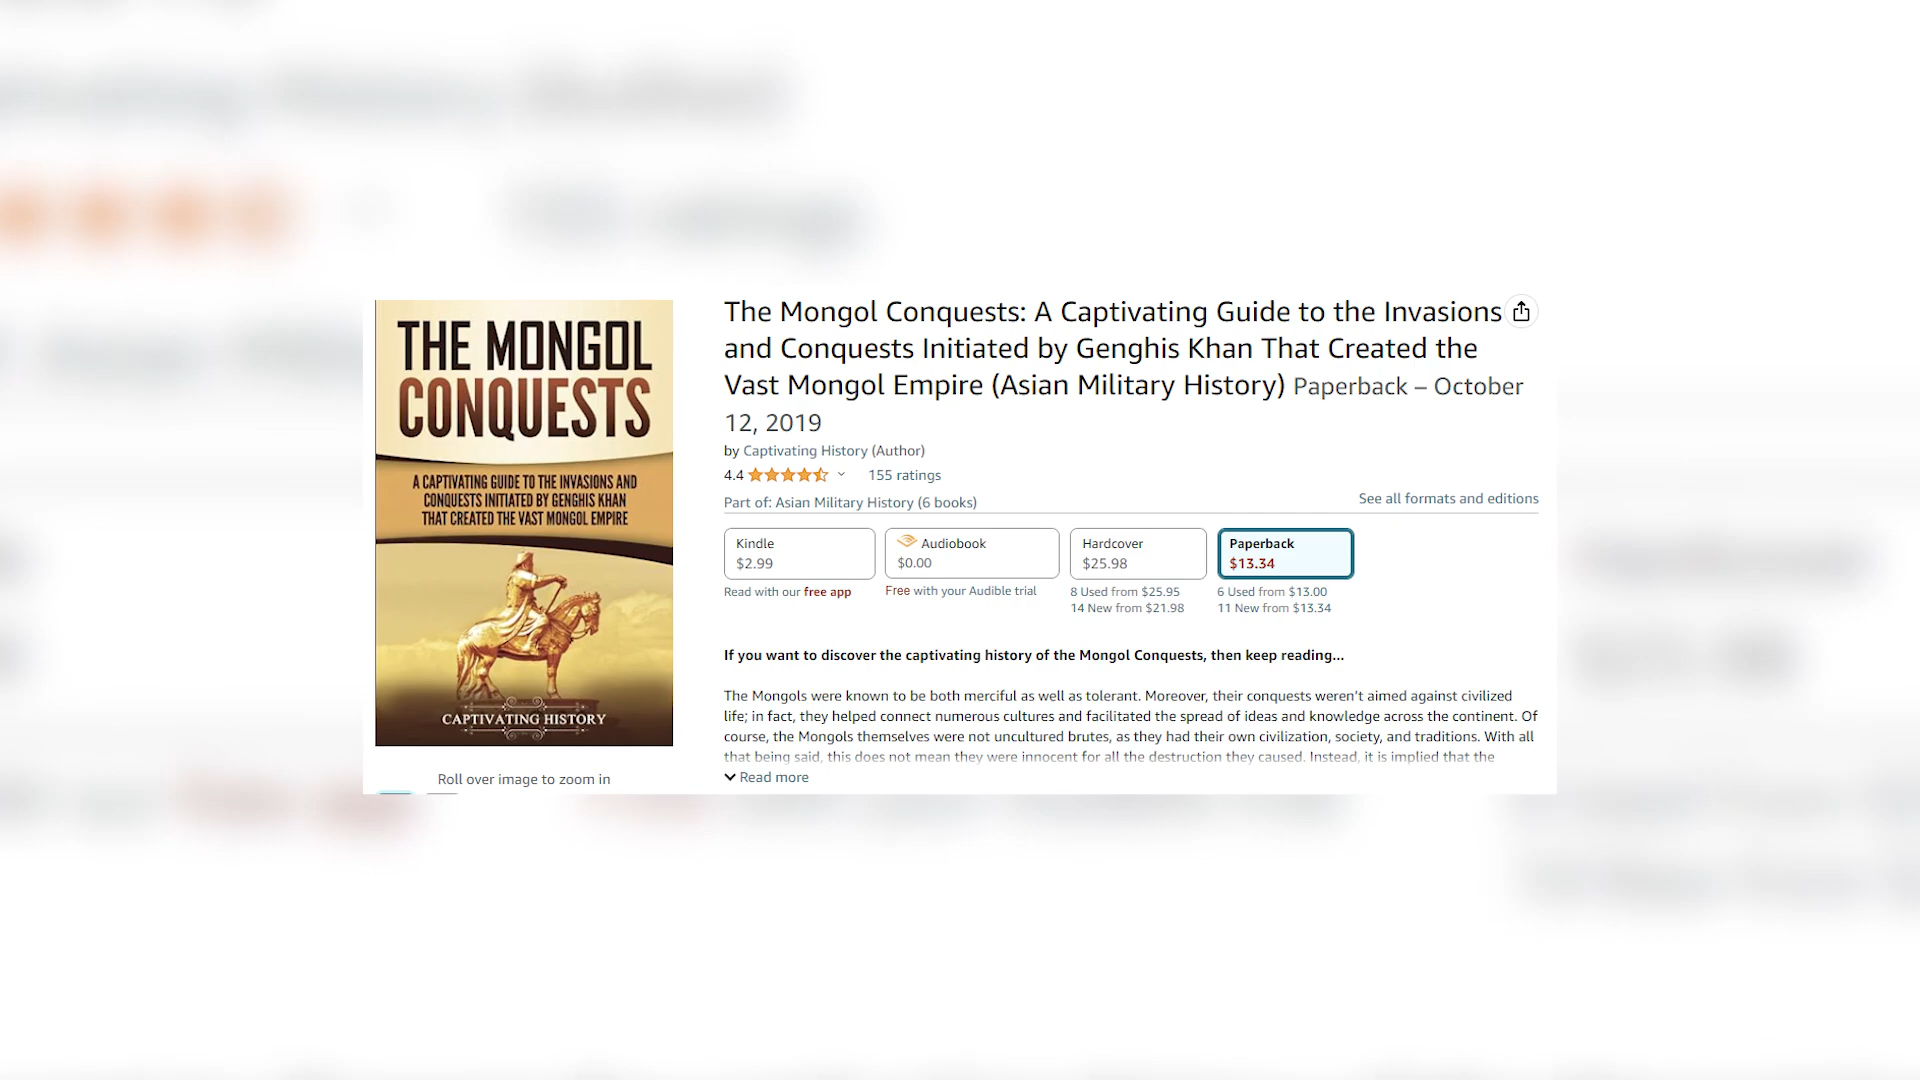 THE MONGOL
CONQUESTS
A CAPTIVATING GUIDE TO THE INVASIONS AND
CONQUESTS INITIATED BY GENGHIS KHAN
THAT CREATED THE VAST MONGOL EMPIRE
CAPTIVATING HISTORY
Roll over image to zoom in
The Mongol Conquests: A Captivating Guide to the Invasions
and Conquests Initiated by Genghis Khan That Created the
Vast Mongol Empire (Asian Military History) Paperback – October
12, 2019
by Captivating History (Author)
4.4 155 ratings
Part of: Asian Military History (6 books)
See all formats and editions
Kindle
$2.99
Read with our free app
Audiobook
$0.00
Free with your Audible trial
Hardcover
$25.98
8 Used from $25.95
14 New from $21.98
Paperback
$13.34
6 Used from $13.00
11 New from $13.34
If you want to discover the captivating history of the Mongol Conquests, then keep reading...
The Mongols were known to be both merciful as well as tolerant. Moreover, their conquests weren't aimed against civilized
life; in fact, they helped connect numerous cultures and facilitated the spread of ideas and knowledge across the continent. Of
course, the Mongols themselves were not uncultured brutes, as they had their own civilization, society, and traditions. With all
that being said, this does not mean they were innocent for all the destruction they caused. Instead, it is implied that the
Read more